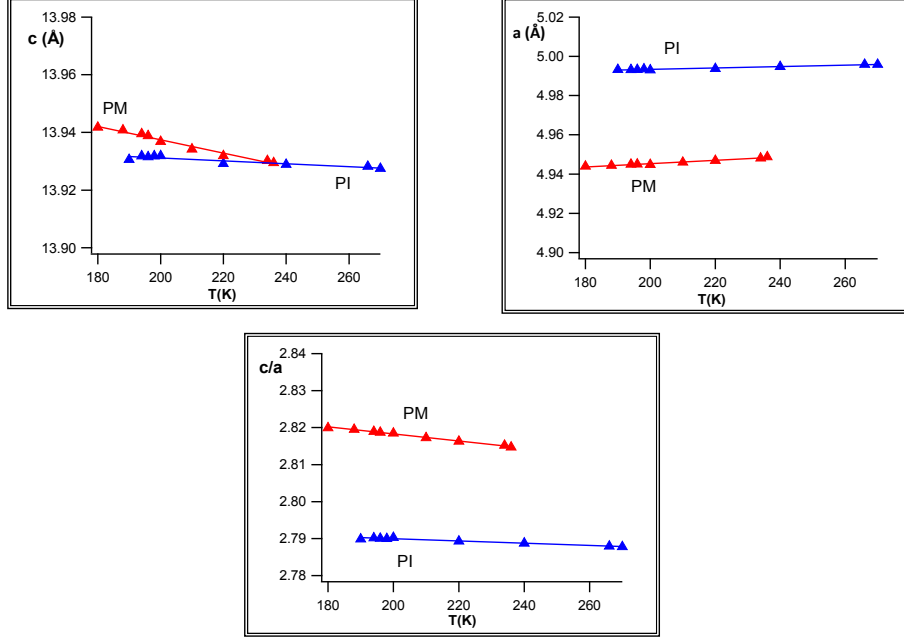 13.98
c (Å)
13.96
PM
13.94
13.92
PI
13.90
180 200 220 240 260
T(K)
5.02
a (Å)
PI
5.00
4.98
4.96
4.94
PM
4.92
4.90
180 200 220 240 260
T(K)
2.84
c/a
2.83
PM
2.82
2.81
2.80
2.79
PI
2.78
180 200 220 240 260
T(K)